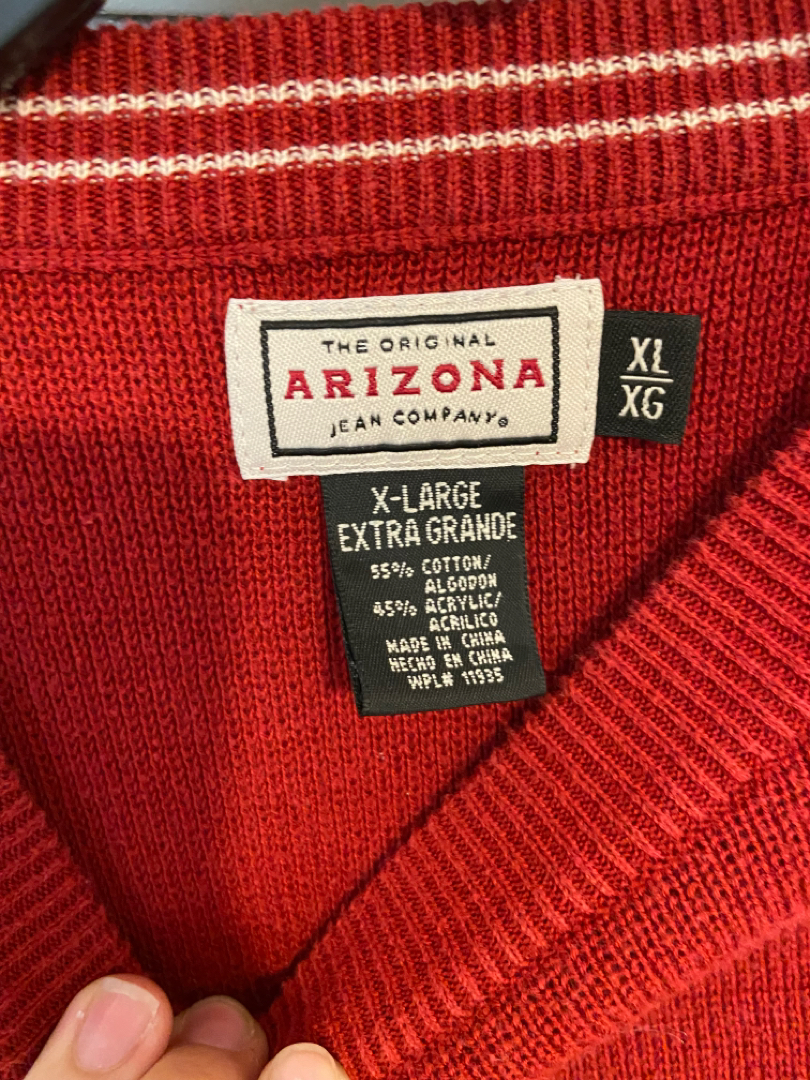 THE ORIGINAL
ARIZONA
JEAN COMPANY®
XL
XG
X-LARGE
EXTRA GRANDE
55% COTTON/
ALGODON
45% ACRYLIC/
ACRILICO
MADE IN CHINA
HECHO EN CHINA
WPL# 11935